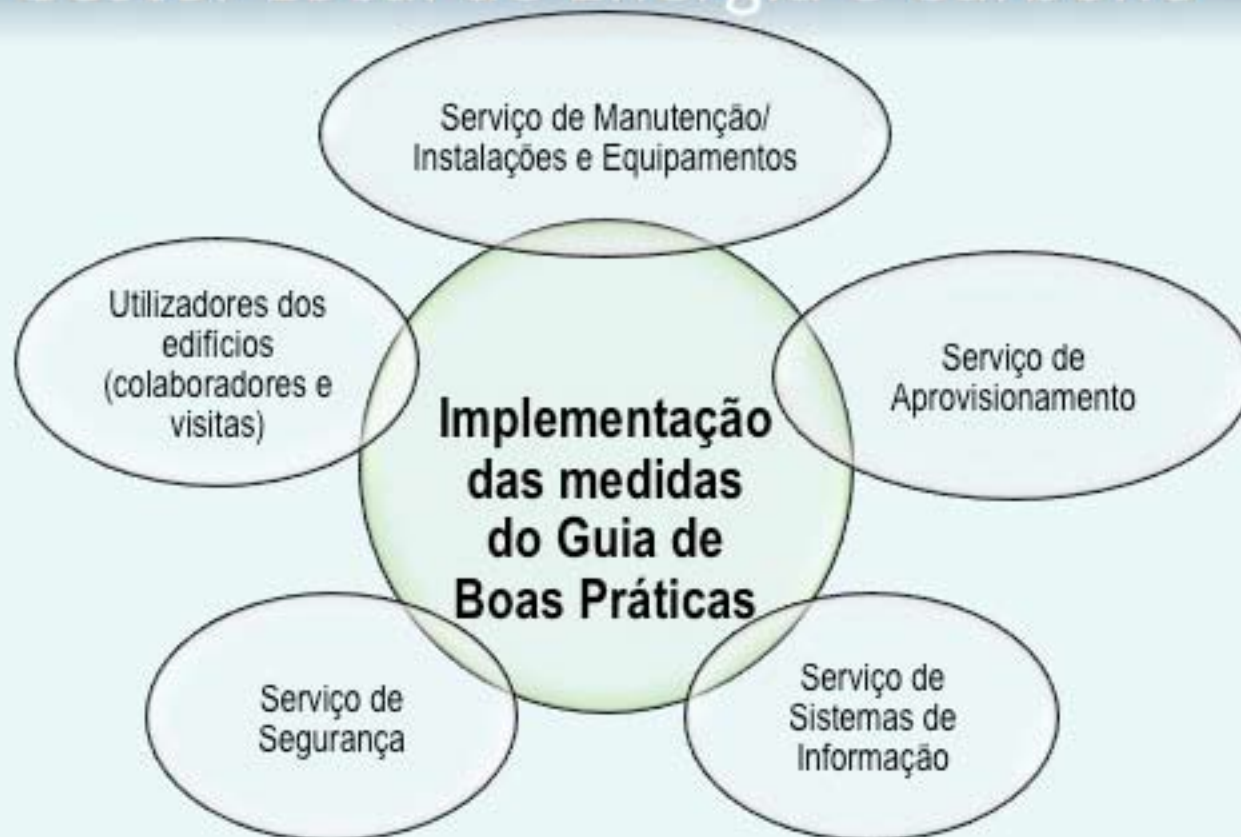 Serviço de Manutenção/
Instalações e Equipamentos
Utilizadores dos
edifícios
(colaboradores e
visitas)
Serviço de
Aprovisionamento
Implementação
das medidas
do Guia de
Boas Práticas
Serviço de
Segurança
Serviço de
Sistemas de
Informação